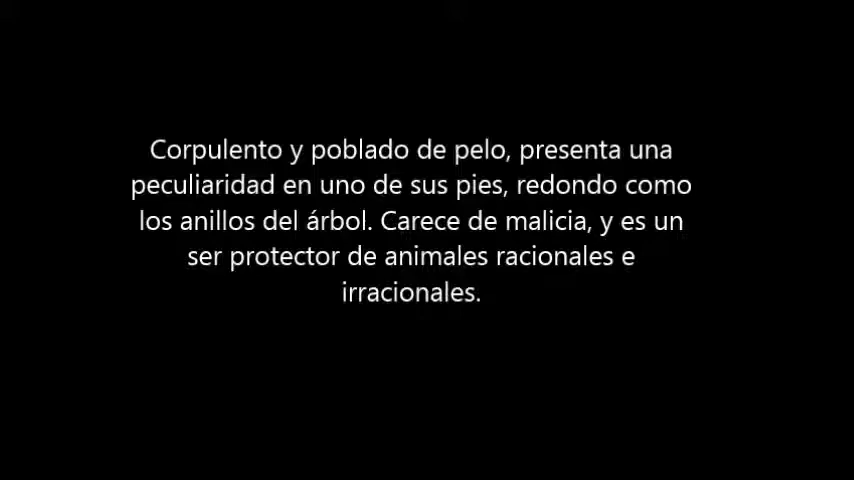 Corpulento y poblado de pelo, presenta una
peculiaridad en uno de sus pies, redondo como
los anillos del árbol. Carece de malicia, y es un
ser protector de animales racionales e
irracionales.